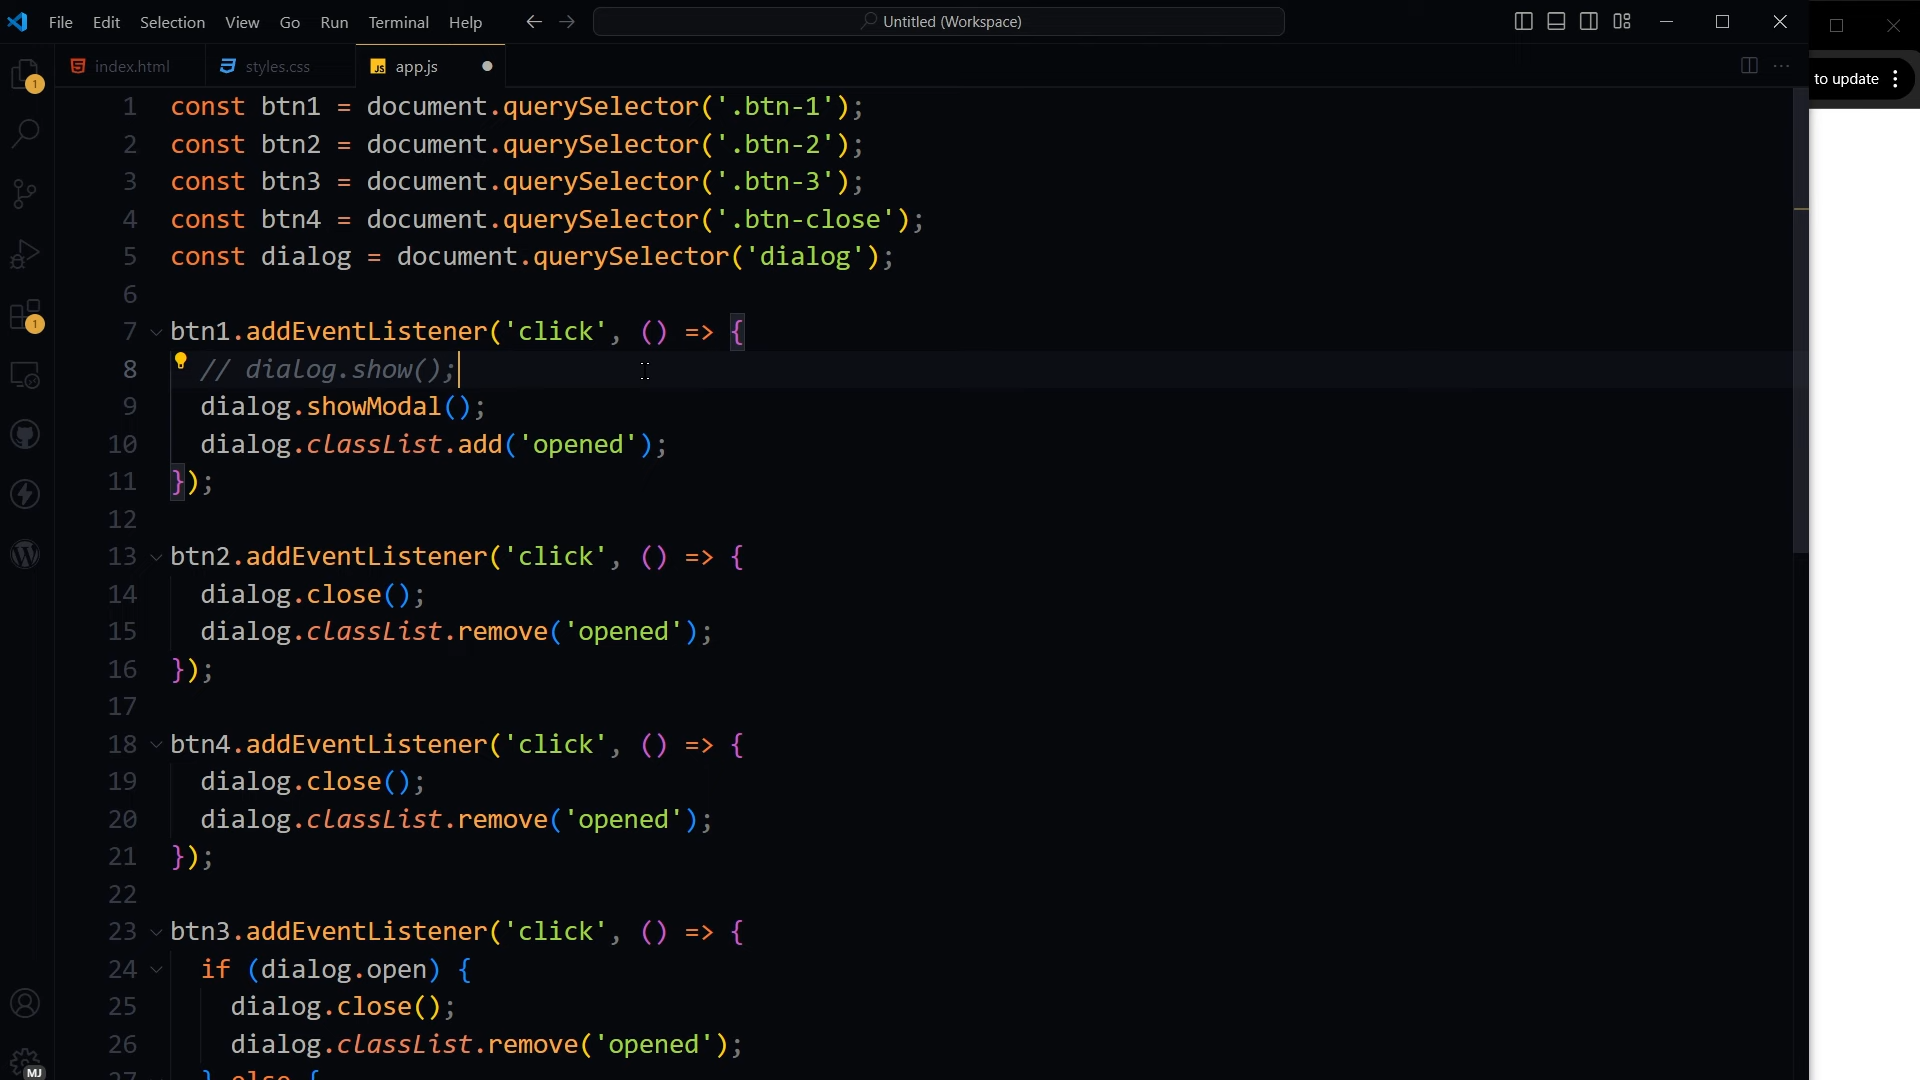 File Edit Selection View Go Run Terminal Help
Untitled (Workspace)
index.html
styles.css
JS app.js
to update
1
1
1 const btn1 = document.querySelector('.btn-1');
2 const btn2 = document.querySelector('.btn-2');
3 const btn3 = document.querySelector('.btn-3');
4 const btn4 = document.querySelector('.btn-close');
5 const dialog = document.querySelector('dialog');
6
7 btn1.addEventListener('click', () => {
8 // dialog.show();
9 dialog.showModal();
10 dialog.classList.add('opened');
11 });
12
13 btn2.addEventListener('click', () => {
14 dialog.close();
15 dialog.classList.remove('opened');
16 });
17
18 btn4.addEventListener('click', () => {
19 dialog.close();
20 dialog.classList.remove('opened');
21 });
22
23 btn3.addEventListener('click', () => {
24 if (dialog.open) {
25 dialog.close();
26 dialog.classList.remove('opened');
27 } else {
MJ